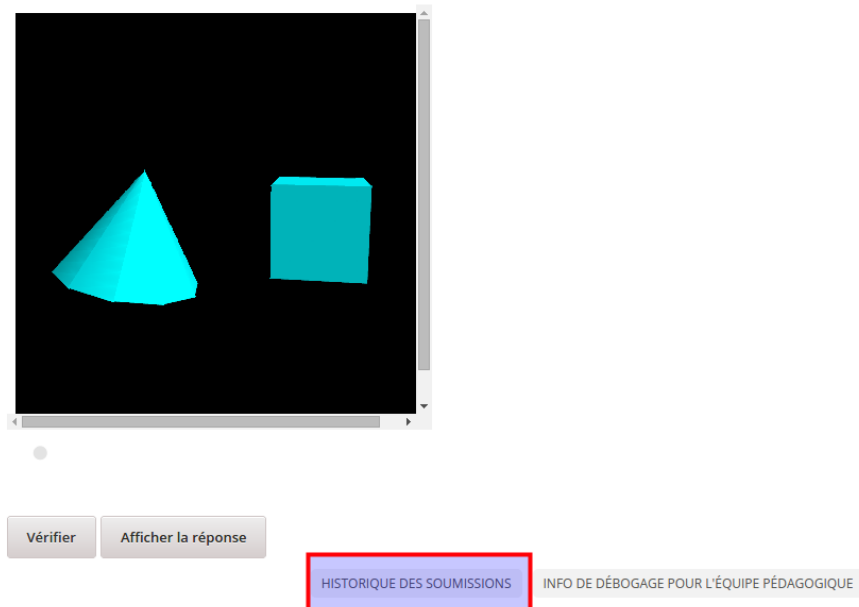 Vérifier Afficher la réponse
HISTORIQUE DES SOUMISSIONS INFO DE DÉBOGAGE POUR L'ÉQUIPE PÉDAGOGIQUE